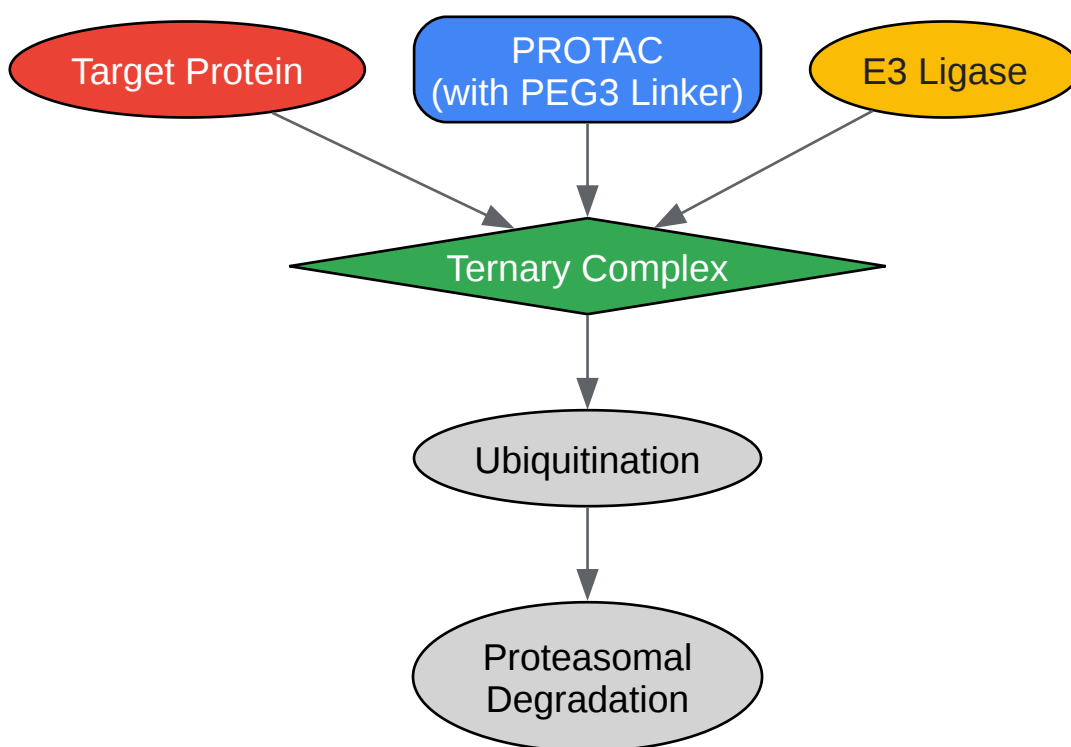 Target Protein
PROTAC
(with PEG3 Linker)
E3 Ligase
Ternary Complex
Ubiquitination
Proteasomal
Degradation